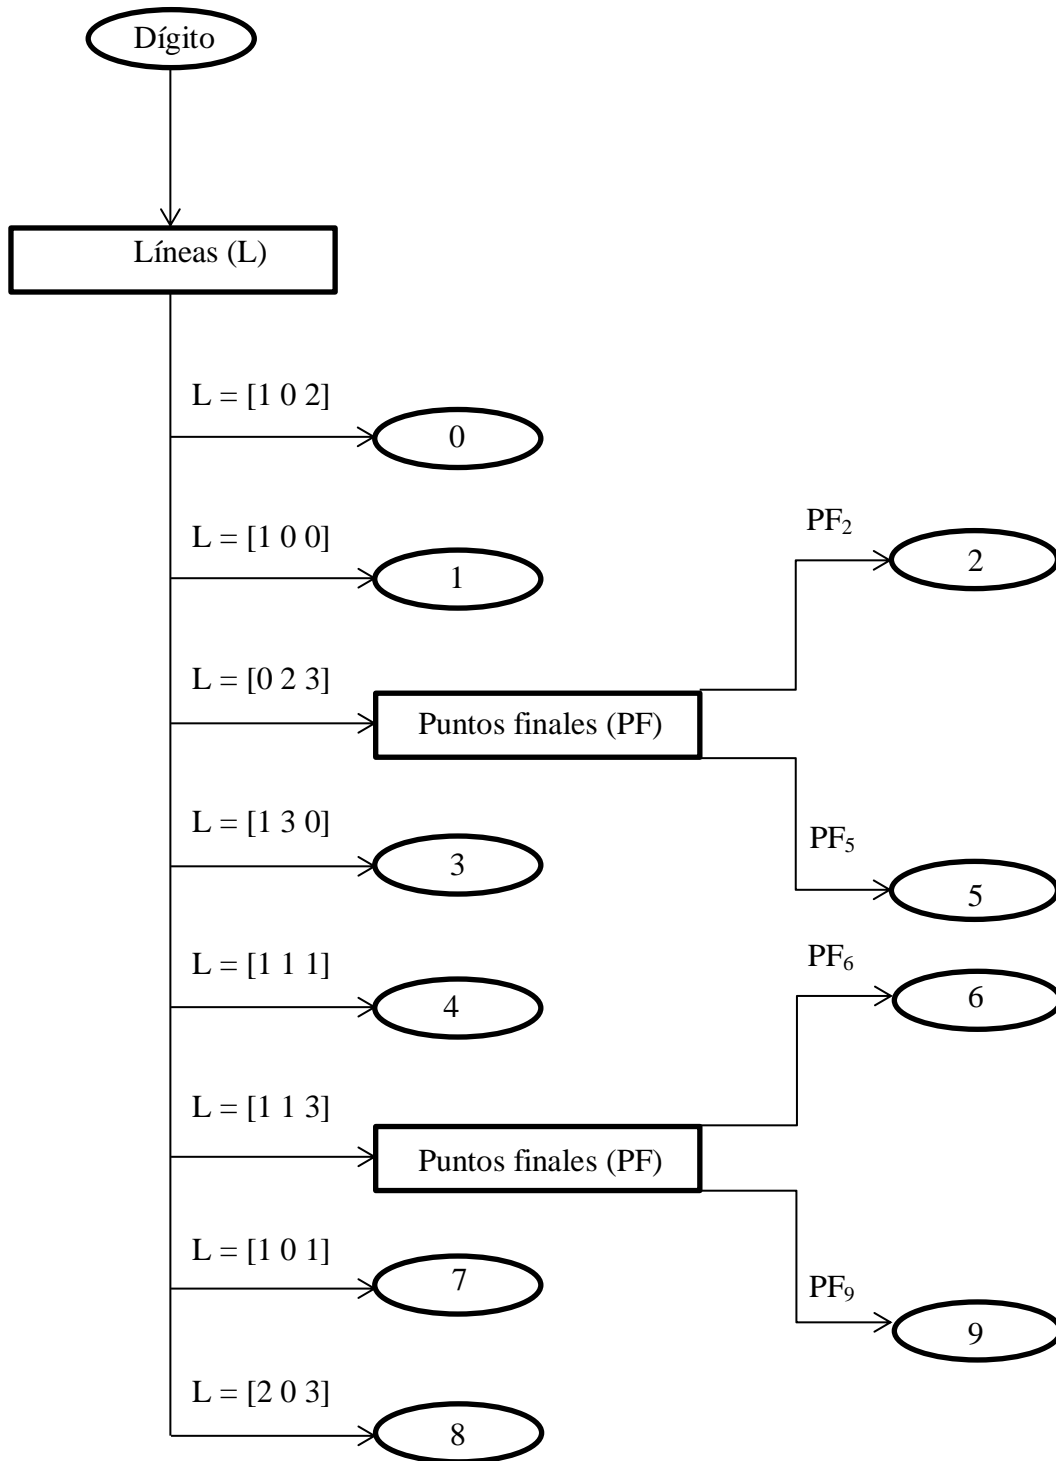 Dígito
Líneas (L)
L = [1 0 2]
0
L = [1 0 0]
1
L = [0 2 3]
Puntos finales (PF)
PF₂
2
PF₅
5
L = [1 3 0]
3
L = [1 1 1]
4
L = [1 1 3]
Puntos finales (PF)
PF₆
6
PF₉
9
L = [1 0 1]
7
L = [2 0 3]
8